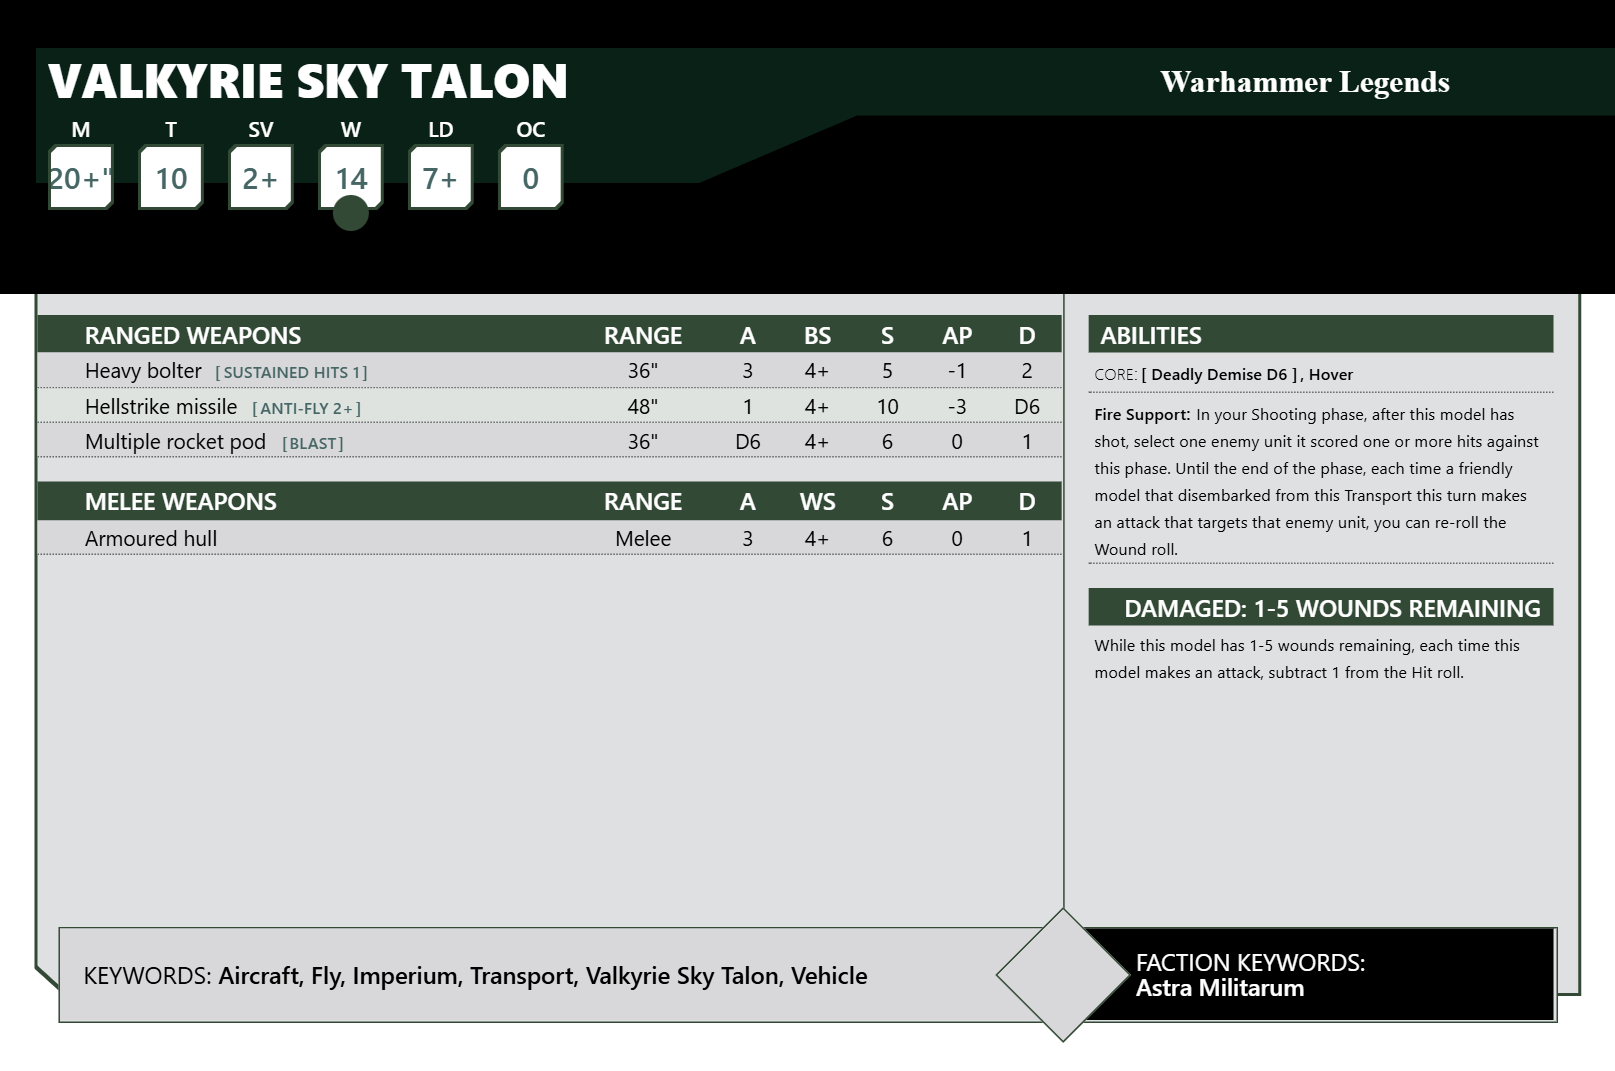 VALKYRIE SKY TALON
Warhammer Legends
M T SV W LD OC
20+" 10 2+ 14 7+ 0
RANGED WEAPONS RANGE A BS S AP D
Heavy bolter [SUSTAINED HITS 1] 36" 3 4+ 5 -1 2
Hellstrike missile [ANTI-FLY 2+] 48" 1 4+ 10 -3 D6
Multiple rocket pod [BLAST] 36" D6 4+ 6 0 1
MELEE WEAPONS RANGE A WS S AP D
Armoured hull Melee 3 4+ 6 0 1
ABILITIES
CORE: [ Deadly Demise D6 ] , Hover
Fire Support: In your Shooting phase, after this model has
shot, select one enemy unit it scored one or more hits against
this phase. Until the end of the phase, each time a friendly
model that disembarked from this Transport this turn makes
an attack that targets that enemy unit, you can re-roll the
Wound roll.
DAMAGED: 1-5 WOUNDS REMAINING
While this model has 1-5 wounds remaining, each time this
model makes an attack, subtract 1 from the Hit roll.
KEYWORDS: Aircraft, Fly, Imperium, Transport, Valkyrie Sky Talon, Vehicle
FACTION KEYWORDS:
Astra Militarum